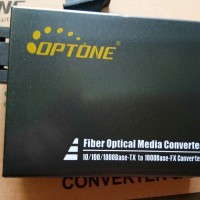 OPTONE
Fiber Optical Media Converter
10/100/1000Base-TX to 1000Base-FX Converter
CONVERTER